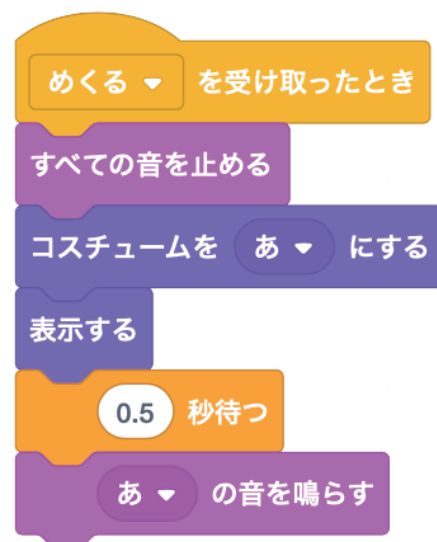 めくる を受け取ったとき
すべての音を止める
コスチュームを あ にする
表示する
0.5 秒待つ
あ の音を鳴らす